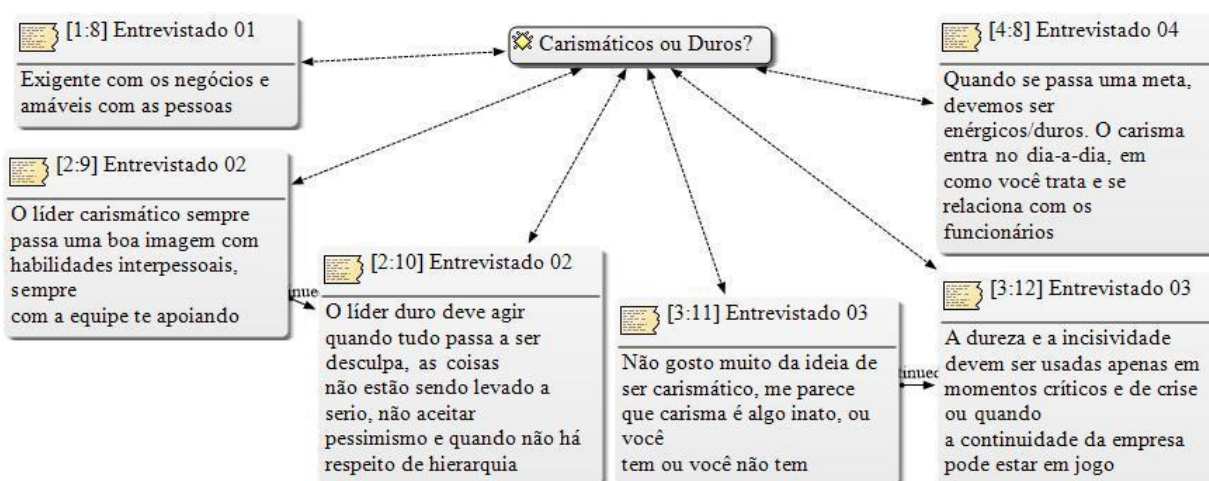 Carismáticos ou Duros?
[1:8] Entrevistado 01
Exigente com os negócios e
amáveis com as pessoas
[2:9] Entrevistado 02
O líder carismático sempre
passa uma boa imagem com
habilidades interpessoais,
sempre
com a equipe te apoiando
nue
[2:10] Entrevistado 02
O líder duro deve agir
quando tudo passa a ser
desculpa, as coisas
não estão sendo levado a
serio, não aceitar
pessimismo e quando não há
respeito de hierarquia
[3:11] Entrevistado 03
Não gosto muito da ideia de
ser carismático, me parece
que carisma é algo inato, ou
você
tem ou você não tem
tinued
[3:12] Entrevistado 03
A dureza e a incisividade
devem ser usadas apenas em
momentos críticos e de crise
ou quando
a continuidade da empresa
pode estar em jogo
[4:8] Entrevistado 04
Quando se passa uma meta,
devemos ser
enérgicos/duros. O carisma
entra no dia-a-dia, em
como você trata e se
relaciona com os
funcionários